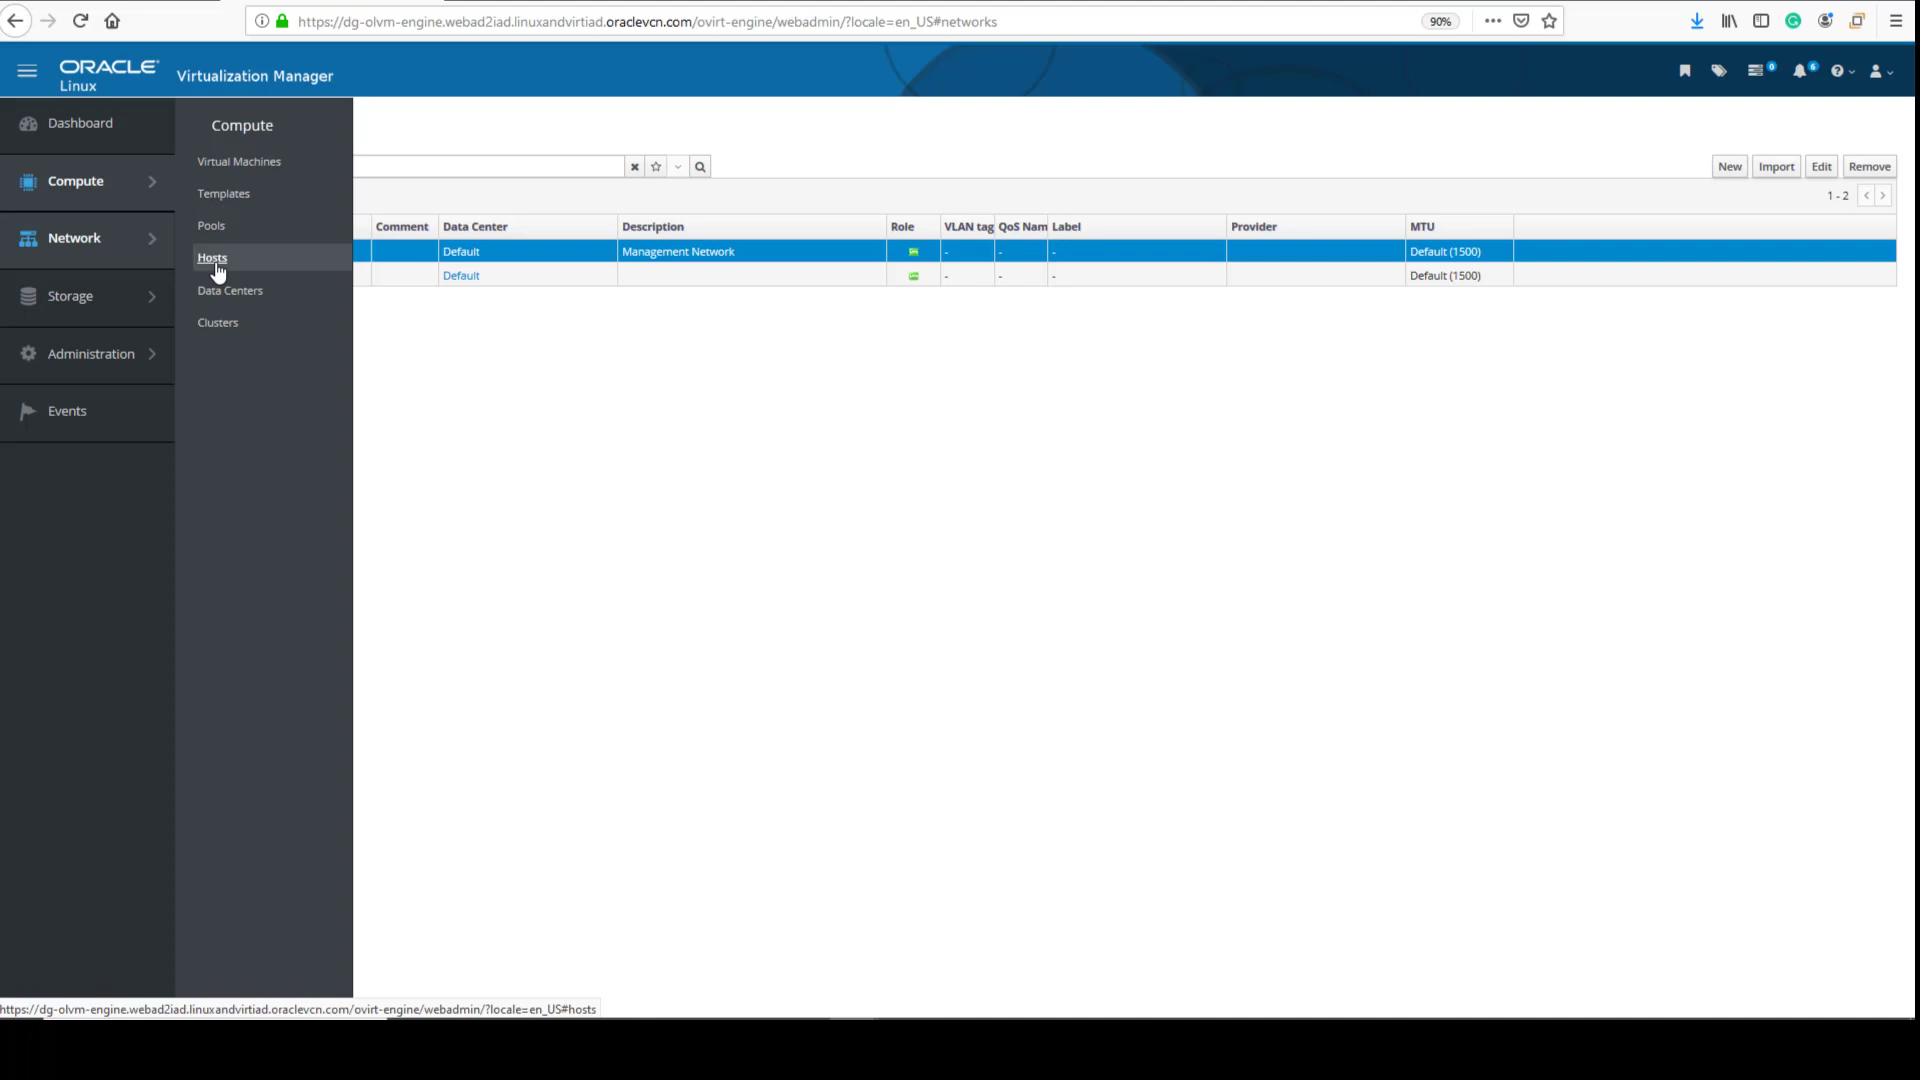 https://dg-olvm-engine.webad2iad.linuxandvirtiad.oraclevcn.com/ovirt-engine/webadmin/?locale=en_US#networks
90%
ORACLE
Linux
Virtualization Manager
0
6
Dashboard
Compute
Network
Storage
Administration
Events
Compute
Virtual Machines
Templates
Pools
Hosts
Data Centers
Clusters
New Import Edit Remove
1 - 2
Comment Data Center Description Role VLAN tag QoS Nam Label Provider MTU
Default Management Network - - - Default (1500)
Default - - - Default (1500)
https://dg-olvm-engine.webad2iad.linuxandvirtiad.oraclevcn.com/ovirt-engine/webadmin/?locale=en_US#hosts